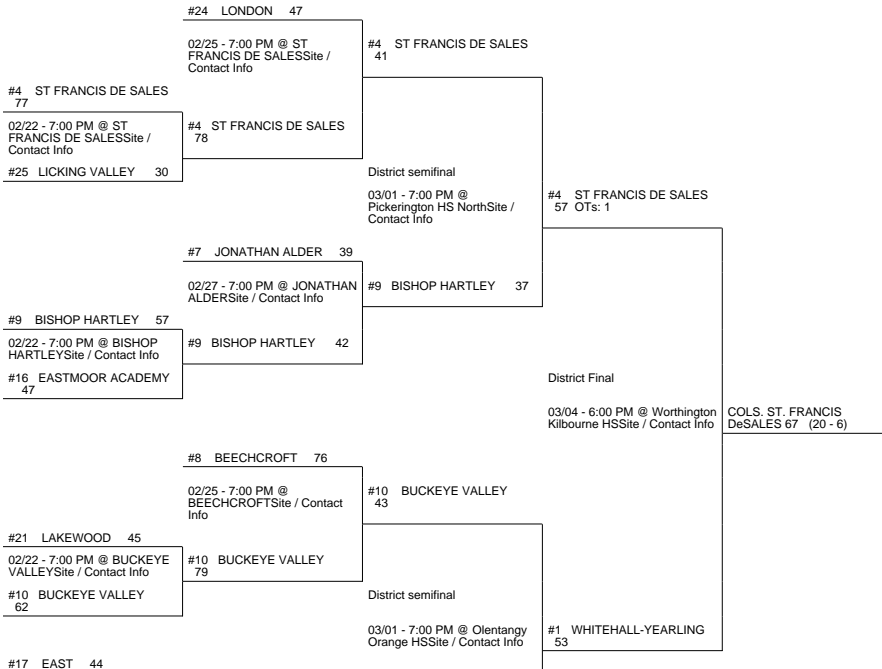 #24 LONDON 47
02/25 - 7:00 PM @ ST
FRANCIS DE SALESSite /
Contact Info
#4 ST FRANCIS DE SALES
41
#4 ST FRANCIS DE SALES
77
02/22 - 7:00 PM @ ST
FRANCIS DE SALESSite /
Contact Info
#4 ST FRANCIS DE SALES
78
#25 LICKING VALLEY 30
District semifinal
03/01 - 7:00 PM @
Pickerington HS NorthSite /
Contact Info
#4 ST FRANCIS DE SALES
57 OTs: 1
#7 JONATHAN ALDER 39
02/27 - 7:00 PM @ JONATHAN
ALDERSite / Contact Info
#9 BISHOP HARTLEY 37
#9 BISHOP HARTLEY 57
02/22 - 7:00 PM @ BISHOP
HARTLEYSite / Contact Info
#9 BISHOP HARTLEY 42
#16 EASTMOOR ACADEMY
47
District Final
03/04 - 6:00 PM @ Worthington
Kilbourne HSSite / Contact Info
COLS. ST. FRANCIS
DeSALES 67 (20 - 6)
#8 BEECHCROFT 76
02/25 - 7:00 PM @
BEECHCROFTSite / Contact
Info
#10 BUCKEYE VALLEY
43
#21 LAKEWOOD 45
02/22 - 7:00 PM @ BUCKEYE
VALLEYSite / Contact Info
#10 BUCKEYE VALLEY
79
#10 BUCKEYE VALLEY
62
District semifinal
03/01 - 7:00 PM @ Olentangy
Orange HSSite / Contact Info
#1 WHITEHALL-YEARLING
53
#17 EAST 44